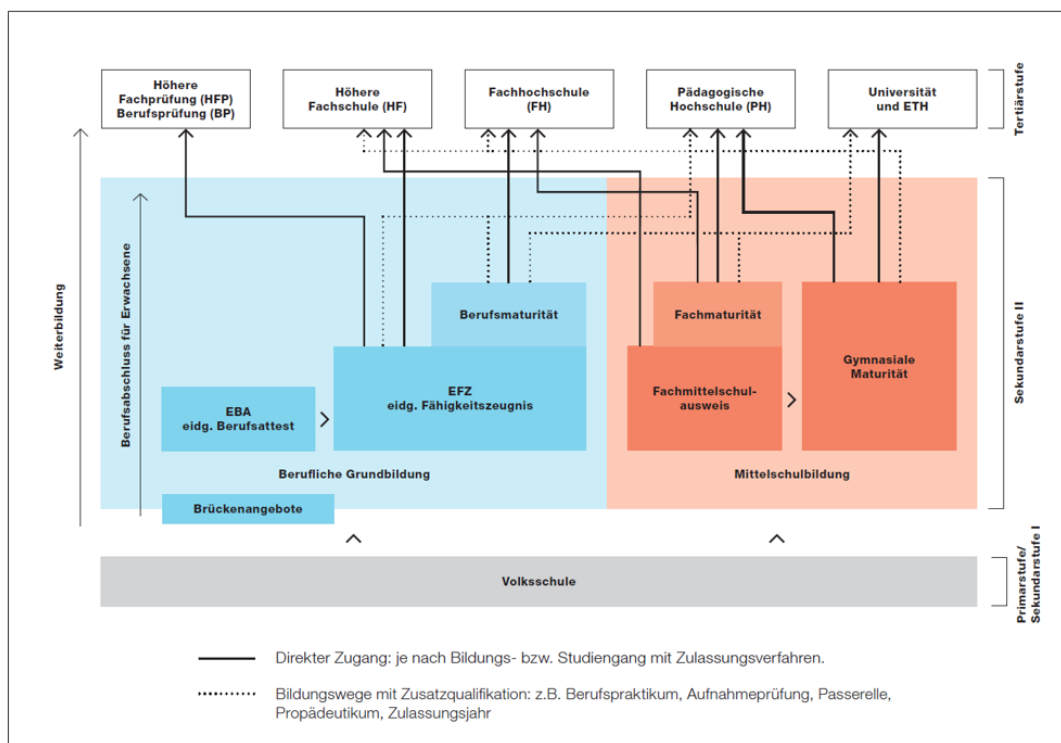 Höhere
Fachprüfung (HFP)
Berufsprüfung (BP)
Höhere
Fachschule (HF)
Fachhochschule
(FH)
Pädagogische
Hochschule (PH)
Universität
und ETH
Tertiärstufe
Weiterbildung
Berufsabschluss für Erwachsene
Berufsmaturität
Fachmaturität
EBA
eidg. Berufsattest
EFZ
eidg. Fähigkeitszeugnis
Fachmittelschul-
ausweis
Gymnasiale
Maturität
Sekundarstufe II
Berufliche Grundbildung
Mittelschulbildung
Brückenangebote
Volksschule
Primarstufe/
Sekundarstufe I
Direkter Zugang: je nach Bildungs- bzw. Studiengang mit Zulassungsverfahren.
Bildungswege mit Zusatzqualifikation: z.B. Berufspraktikum, Aufnahmeprüfung, Passerelle,
Propädeutikum, Zulassungsjahr